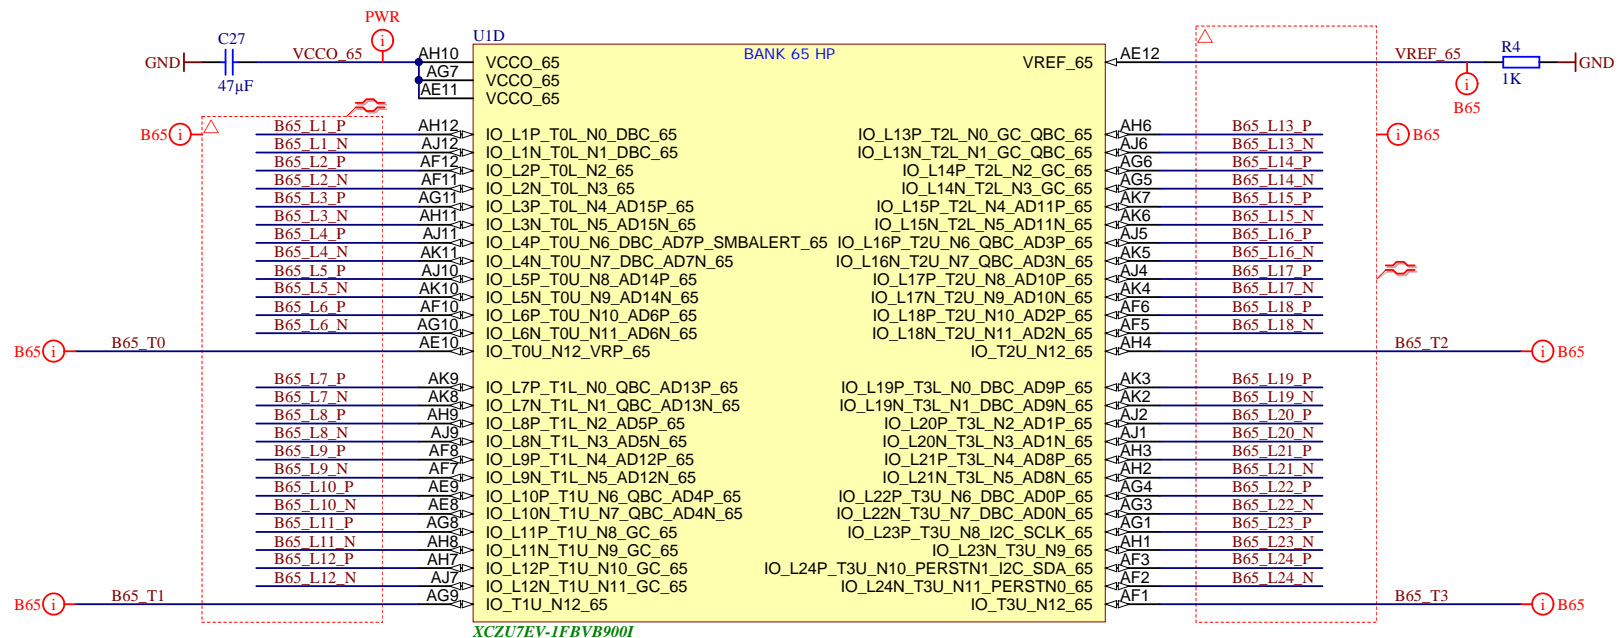 PWR
C27
GND
47µF
VCCO_65
U1D
BANK 65 HP
AH10 VCCO_65
AG7 VCCO_65
AE11 VCCO_65
VREF_65 AE12 VREF_65
R4
1K
GND
B65
B65
B65_L1_P AH12 IO_L1P_T0L_N0_DBC_65
B65_L1_N AJ12 IO_L1N_T0L_N1_DBC_65
B65_L2_P AF12 IO_L2P_T0L_N2_65
B65_L2_N AF11 IO_L2N_T0L_N3_65
B65_L3_P AG11 IO_L3P_T0L_N4_AD15P_65
B65_L3_N AH11 IO_L3N_T0L_N5_AD15N_65
B65_L4_P AJ11 IO_L4P_T0U_N6_DBC_AD7P_SMBALERT_65
B65_L4_N AK11 IO_L4N_T0U_N7_DBC_AD7N_65
B65_L5_P AJ10 IO_L5P_T0U_N8_AD14P_65
B65_L5_N AK10 IO_L5N_T0U_N9_AD14N_65
B65_L6_P AF10 IO_L6P_T0U_N10_AD6P_65
B65_L6_N AG10 IO_L6N_T0U_N11_AD6N_65
B65 B65_T0 AE10 IO_T0U_N12_VRP_65
B65_L7_P AK9 IO_L7P_T1L_N0_QBC_AD13P_65
B65_L7_N AK8 IO_L7N_T1L_N1_QBC_AD13N_65
B65_L8_P AH9 IO_L8P_T1L_N2_AD5P_65
B65_L8_N AJ9 IO_L8N_T1L_N3_AD5N_65
B65_L9_P AF8 IO_L9P_T1L_N4_AD12P_65
B65_L9_N AF7 IO_L9N_T1L_N5_AD12N_65
B65_L10_P AE9 IO_L10P_T1U_N6_QBC_AD4P_65
B65_L10_N AE8 IO_L10N_T1U_N7_QBC_AD4N_65
B65_L11_P AG8 IO_L11P_T1U_N8_GC_65
B65_L11_N AH8 IO_L11N_T1U_N9_GC_65
B65_L12_P AH7 IO_L12P_T1U_N10_GC_65
B65_L12_N AJ7 IO_L12N_T1U_N11_GC_65
B65 B65_T1 AG9 IO_T1U_N12_65
IO_L13P_T2L_N0_GC_QBC_65 AH6 B65_L13_P
B65
IO_L13N_T2L_N1_GC_QBC_65 AJ6 B65_L13_N
IO_L14P_T2L_N2_GC_65 AG6 B65_L14_P
IO_L14N_T2L_N3_GC_65 AG5 B65_L14_N
IO_L15P_T2L_N4_AD11P_65 AK7 B65_L15_P
IO_L15N_T2L_N5_AD11N_65 AK6 B65_L15_N
IO_L16P_T2U_N6_QBC_AD3P_65 AJ5 B65_L16_P
IO_L16N_T2U_N7_QBC_AD3N_65 AK5 B65_L16_N
IO_L17P_T2U_N8_AD10P_65 AJ4 B65_L17_P
IO_L17N_T2U_N9_AD10N_65 AK4 B65_L17_N
IO_L18P_T2U_N10_AD2P_65 AF6 B65_L18_P
IO_L18N_T2U_N11_AD2N_65 AF5 B65_L18_N
IO_T2U_N12_65 AH4 B65_T2 B65
IO_L19P_T3L_N0_DBC_AD9P_65 AK3 B65_L19_P
IO_L19N_T3L_N1_DBC_AD9N_65 AK2 B65_L19_N
IO_L20P_T3L_N2_AD1P_65 AJ2 B65_L20_P
IO_L20N_T3L_N3_AD1N_65 AJ1 B65_L20_N
IO_L21P_T3L_N4_AD8P_65 AH3 B65_L21_P
IO_L21N_T3L_N5_AD8N_65 AH2 B65_L21_N
IO_L22P_T3U_N6_DBC_AD0P_65 AG4 B65_L22_P
IO_L22N_T3U_N7_DBC_AD0N_65 AG3 B65_L22_N
IO_L23P_T3U_N8_I2C_SCLK_65 AG1 B65_L23_P
IO_L23N_T3U_N9_65 AH1 B65_L23_N
IO_L24P_T3U_N10_PERSTN1_I2C_SDA_65 AF3 B65_L24_P
IO_L24N_T3U_N11_PERSTN0_65 AF2 B65_L24_N
IO_T3U_N12_65 AF1 B65_T3 B65
XCZU7EV-1FBVB900I